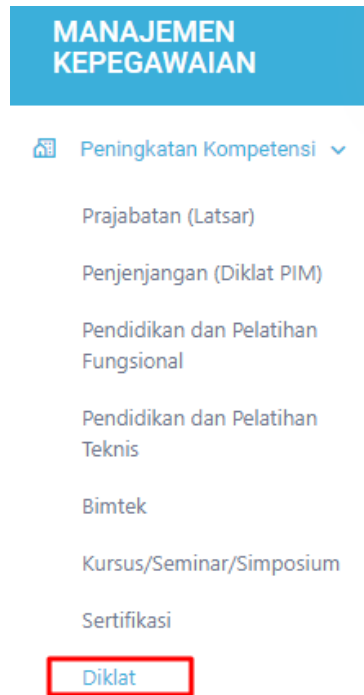 MANAJEMEN
KEPEGAWAIAN
Peningkatan Kompetensi
Prajabatan (Latsar)
Penjenjangan (Diklat PIM)
Pendidikan dan Pelatihan
Fungsional
Pendidikan dan Pelatihan
Teknis
Bimtek
Kursus/Seminar/Simposium
Sertifikasi
Diklat